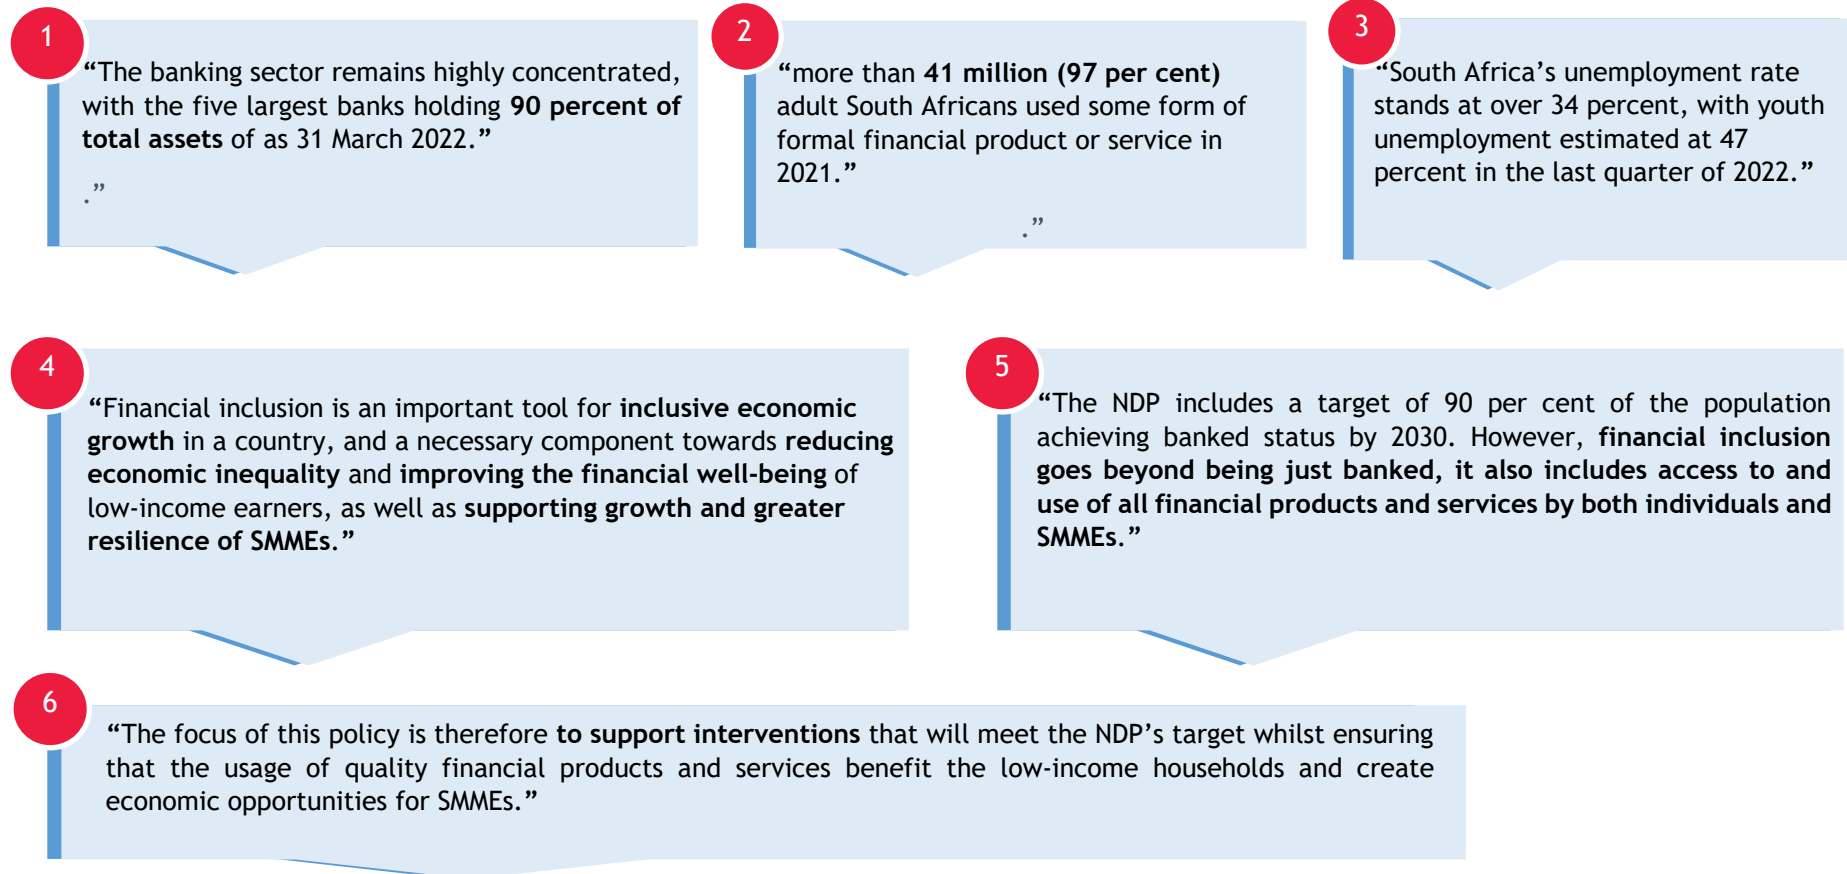 1
“The banking sector remains highly concentrated,
with the five largest banks holding 90 percent of
total assets of as 31 March 2022.”
.”
2
“more than 41 million (97 per cent)
adult South Africans used some form of
formal financial product or service in
2021.”
.”
3
“South Africa’s unemployment rate
stands at over 34 percent, with youth
unemployment estimated at 47
percent in the last quarter of 2022.”
4
“Financial inclusion is an important tool for inclusive economic
growth in a country, and a necessary component towards reducing
economic inequality and improving the financial well-being of
low-income earners, as well as supporting growth and greater
resilience of SMMEs.”
5
“The NDP includes a target of 90 per cent of the population
achieving banked status by 2030. However, financial inclusion
goes beyond being just banked, it also includes access to and
use of all financial products and services by both individuals and
SMMEs.”
6
“The focus of this policy is therefore to support interventions that will meet the NDP’s target whilst ensuring
that the usage of quality financial products and services benefit the low-income households and create
economic opportunities for SMMEs.”